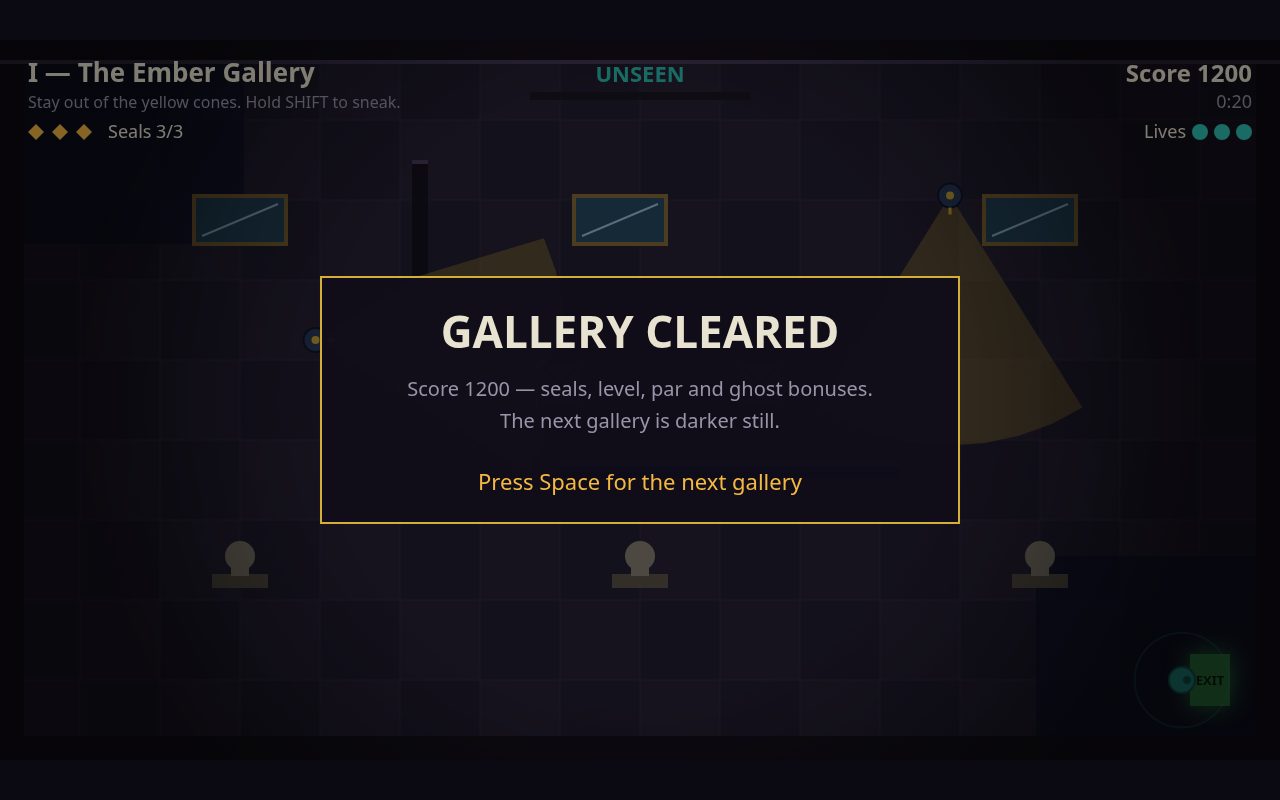 I — The Ember Gallery
Stay out of the yellow cones. Hold SHIFT to sneak.
Seals 3/3
UNSEEN
Score 1200
0:20
Lives
GALLERY CLEARED
Score 1200 — seals, level, par and ghost bonuses.
The next gallery is darker still.
Press Space for the next gallery
EXIT